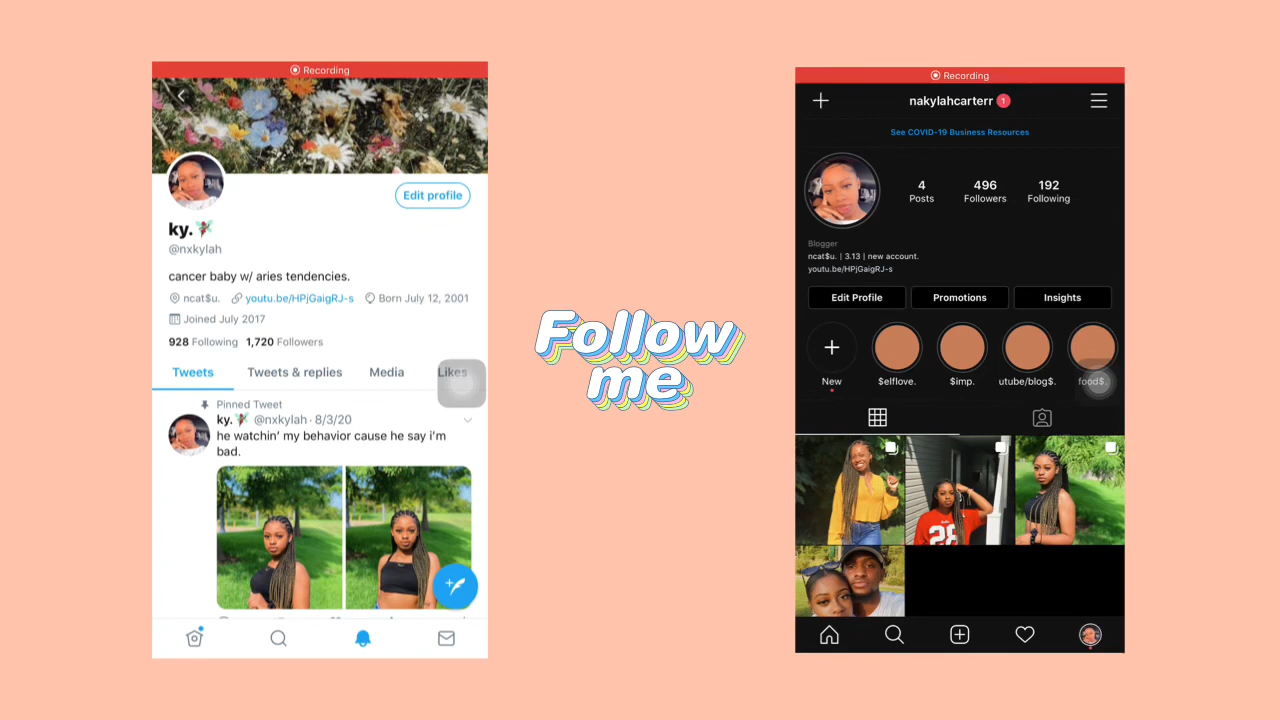 Recording
Edit profile
ky.
@nxkylah
cancer baby w/ aries tendencies.
ncat$u. youtu.be/HPjGaigRJ-s Born July 12, 2001
Joined July 2017
928 Following 1,720 Followers
Tweets Tweets & replies Media Likes
Pinned Tweet
ky. @nxkylah · 8/3/20
he watchin' my behavior cause he say i'm
bad.
Follow
me
Recording
nakylahcarterr 1
See COVID-19 Business Resources
4 496 192
Posts Followers Following
Blogger
ncat$u. | 3.13 | new account.
youtu.be/HPjGaigRJ-s
Edit Profile Promotions Insights
New $elflove. $imp. utube/blog$. food$.
28